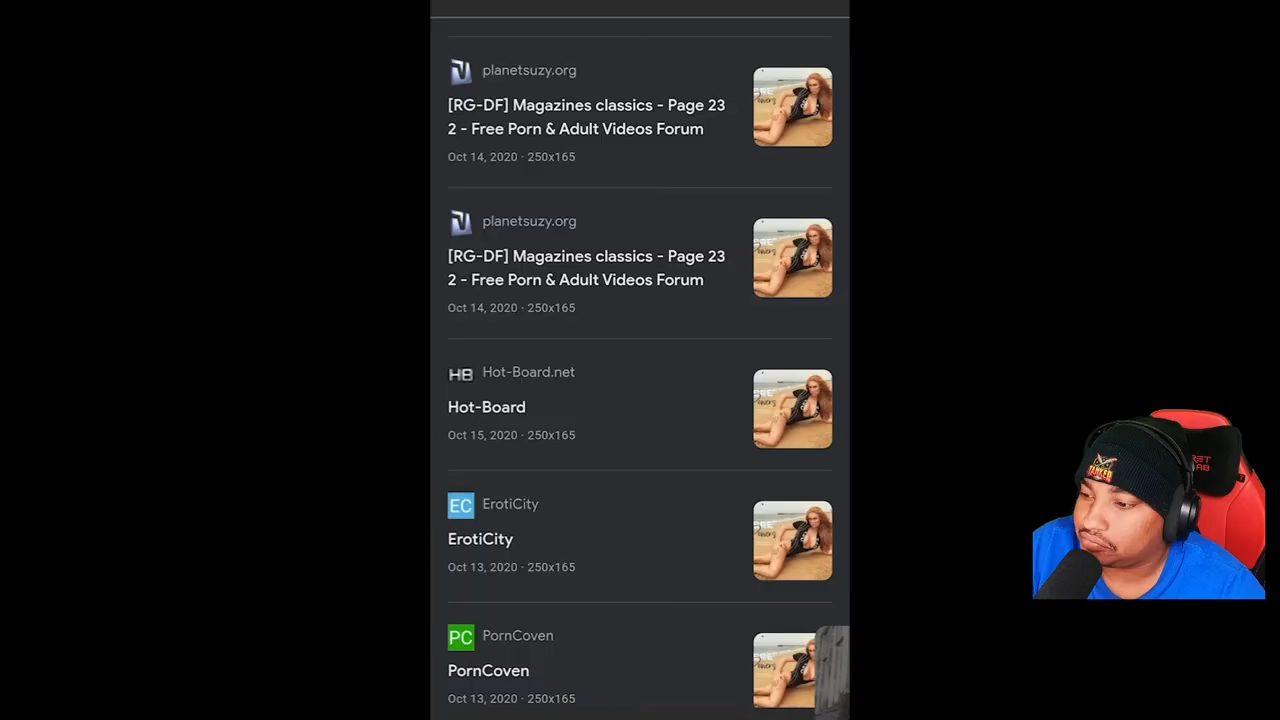 planetsuzy.org
[RG-DF] Magazines classics - Page 23
2 - Free Porn & Adult Videos Forum
Oct 14, 2020 · 250x165
planetsuzy.org
[RG-DF] Magazines classics - Page 23
2 - Free Porn & Adult Videos Forum
Oct 14, 2020 · 250x165
HB Hot-Board.net
Hot-Board
Oct 15, 2020 · 250x165
EC ErotiCity
ErotiCity
Oct 13, 2020 · 250x165
PC PornCoven
PornCoven
Oct 13, 2020 · 250x165